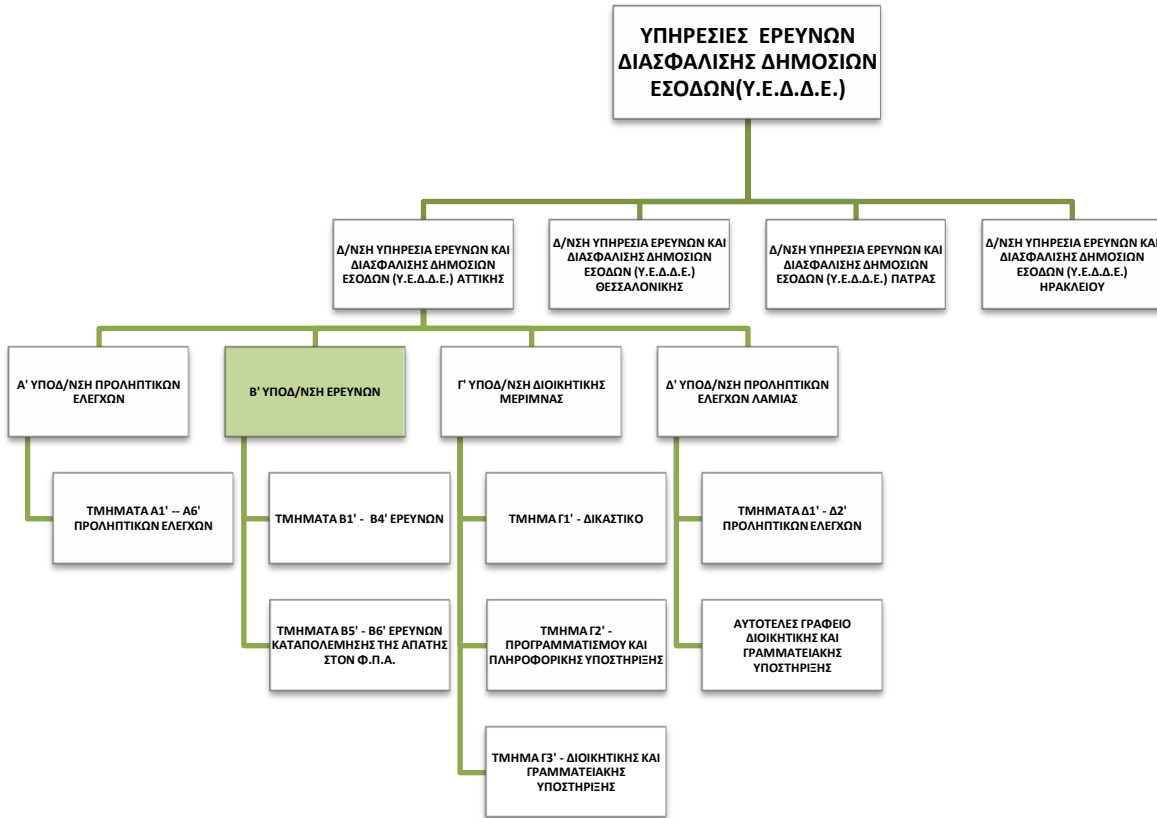 ΥΠΗΡΕΣΙΕΣ ΕΡΕΥΝΩΝ
ΔΙΑΣΦΑΛΙΣΗΣ ΔΗΜΟΣΙΩΝ
ΕΣΟΔΩΝ(Υ.Ε.Δ.Δ.Ε.)
Δ/ΝΣΗ ΥΠΗΡΕΣΙΑ ΕΡΕΥΝΩΝ ΚΑΙ
ΔΙΑΣΦΑΛΙΣΗΣ ΔΗΜΟΣΙΩΝ
ΕΣΟΔΩΝ (Υ.Ε.Δ.Δ.Ε.) ΑΤΤΙΚΗΣ
Δ/ΝΣΗ ΥΠΗΡΕΣΙΑ ΕΡΕΥΝΩΝ ΚΑΙ
ΔΙΑΣΦΑΛΙΣΗΣ ΔΗΜΟΣΙΩΝ
ΕΣΟΔΩΝ (Υ.Ε.Δ.Δ.Ε.)
ΘΕΣΣΑΛΟΝΙΚΗΣ
Δ/ΝΣΗ ΥΠΗΡΕΣΙΑ ΕΡΕΥΝΩΝ ΚΑΙ
ΔΙΑΣΦΑΛΙΣΗΣ ΔΗΜΟΣΙΩΝ
ΕΣΟΔΩΝ (Υ.Ε.Δ.Δ.Ε.) ΠΑΤΡΑΣ
Δ/ΝΣΗ ΥΠΗΡΕΣΙΑ ΕΡΕΥΝΩΝ ΚΑΙ
ΔΙΑΣΦΑΛΙΣΗΣ ΔΗΜΟΣΙΩΝ
ΕΣΟΔΩΝ (Υ.Ε.Δ.Δ.Ε.)
ΗΡΑΚΛΕΙΟΥ
Α' ΥΠΟΔ/ΝΣΗ ΠΡΟΛΗΠΤΙΚΩΝ
ΕΛΕΓΧΩΝ
Β' ΥΠΟΔ/ΝΣΗ ΕΡΕΥΝΩΝ
Γ' ΥΠΟΔ/ΝΣΗ ΔΙΟΙΚΗΤΙΚΗΣ
ΜΕΡΙΜΝΑΣ
Δ' ΥΠΟΔ/ΝΣΗ ΠΡΟΛΗΠΤΙΚΩΝ
ΕΛΕΓΧΩΝ ΛΑΜΙΑΣ
ΤΜΗΜΑΤΑ Α1' -- Α6'
ΠΡΟΛΗΠΤΙΚΩΝ ΕΛΕΓΧΩΝ
ΤΜΗΜΑΤΑ Β1' - Β4' ΕΡΕΥΝΩΝ
ΤΜΗΜΑ Γ1' - ΔΙΚΑΣΤΙΚΟ
ΤΜΗΜΑΤΑ Δ1' - Δ2'
ΠΡΟΛΗΠΤΙΚΩΝ ΕΛΕΓΧΩΝ
ΤΜΗΜΑΤΑ Β5' - Β6' ΕΡΕΥΝΩΝ
ΚΑΤΑΠΟΛΕΜΗΣΗΣ ΤΗΣ ΑΠΑΤΗΣ
ΣΤΟΝ Φ.Π.Α.
ΤΜΗΜΑ Γ2' -
ΠΡΟΓΡΑΜΜΑΤΙΣΜΟΥ ΚΑΙ
ΠΛΗΡΟΦΟΡΙΚΗΣ ΥΠΟΣΤΗΡΙΞΗΣ
ΑΥΤΟΤΕΛΕΣ ΓΡΑΦΕΙΟ
ΔΙΟΙΚΗΤΙΚΗΣ ΚΑΙ
ΓΡΑΜΜΑΤΕΙΑΚΗΣ
ΥΠΟΣΤΗΡΙΞΗΣ
ΤΜΗΜΑ Γ3' - ΔΙΟΙΚΗΤΙΚΗΣ ΚΑΙ
ΓΡΑΜΜΑΤΕΙΑΚΗΣ
ΥΠΟΣΤΗΡΙΞΗΣ